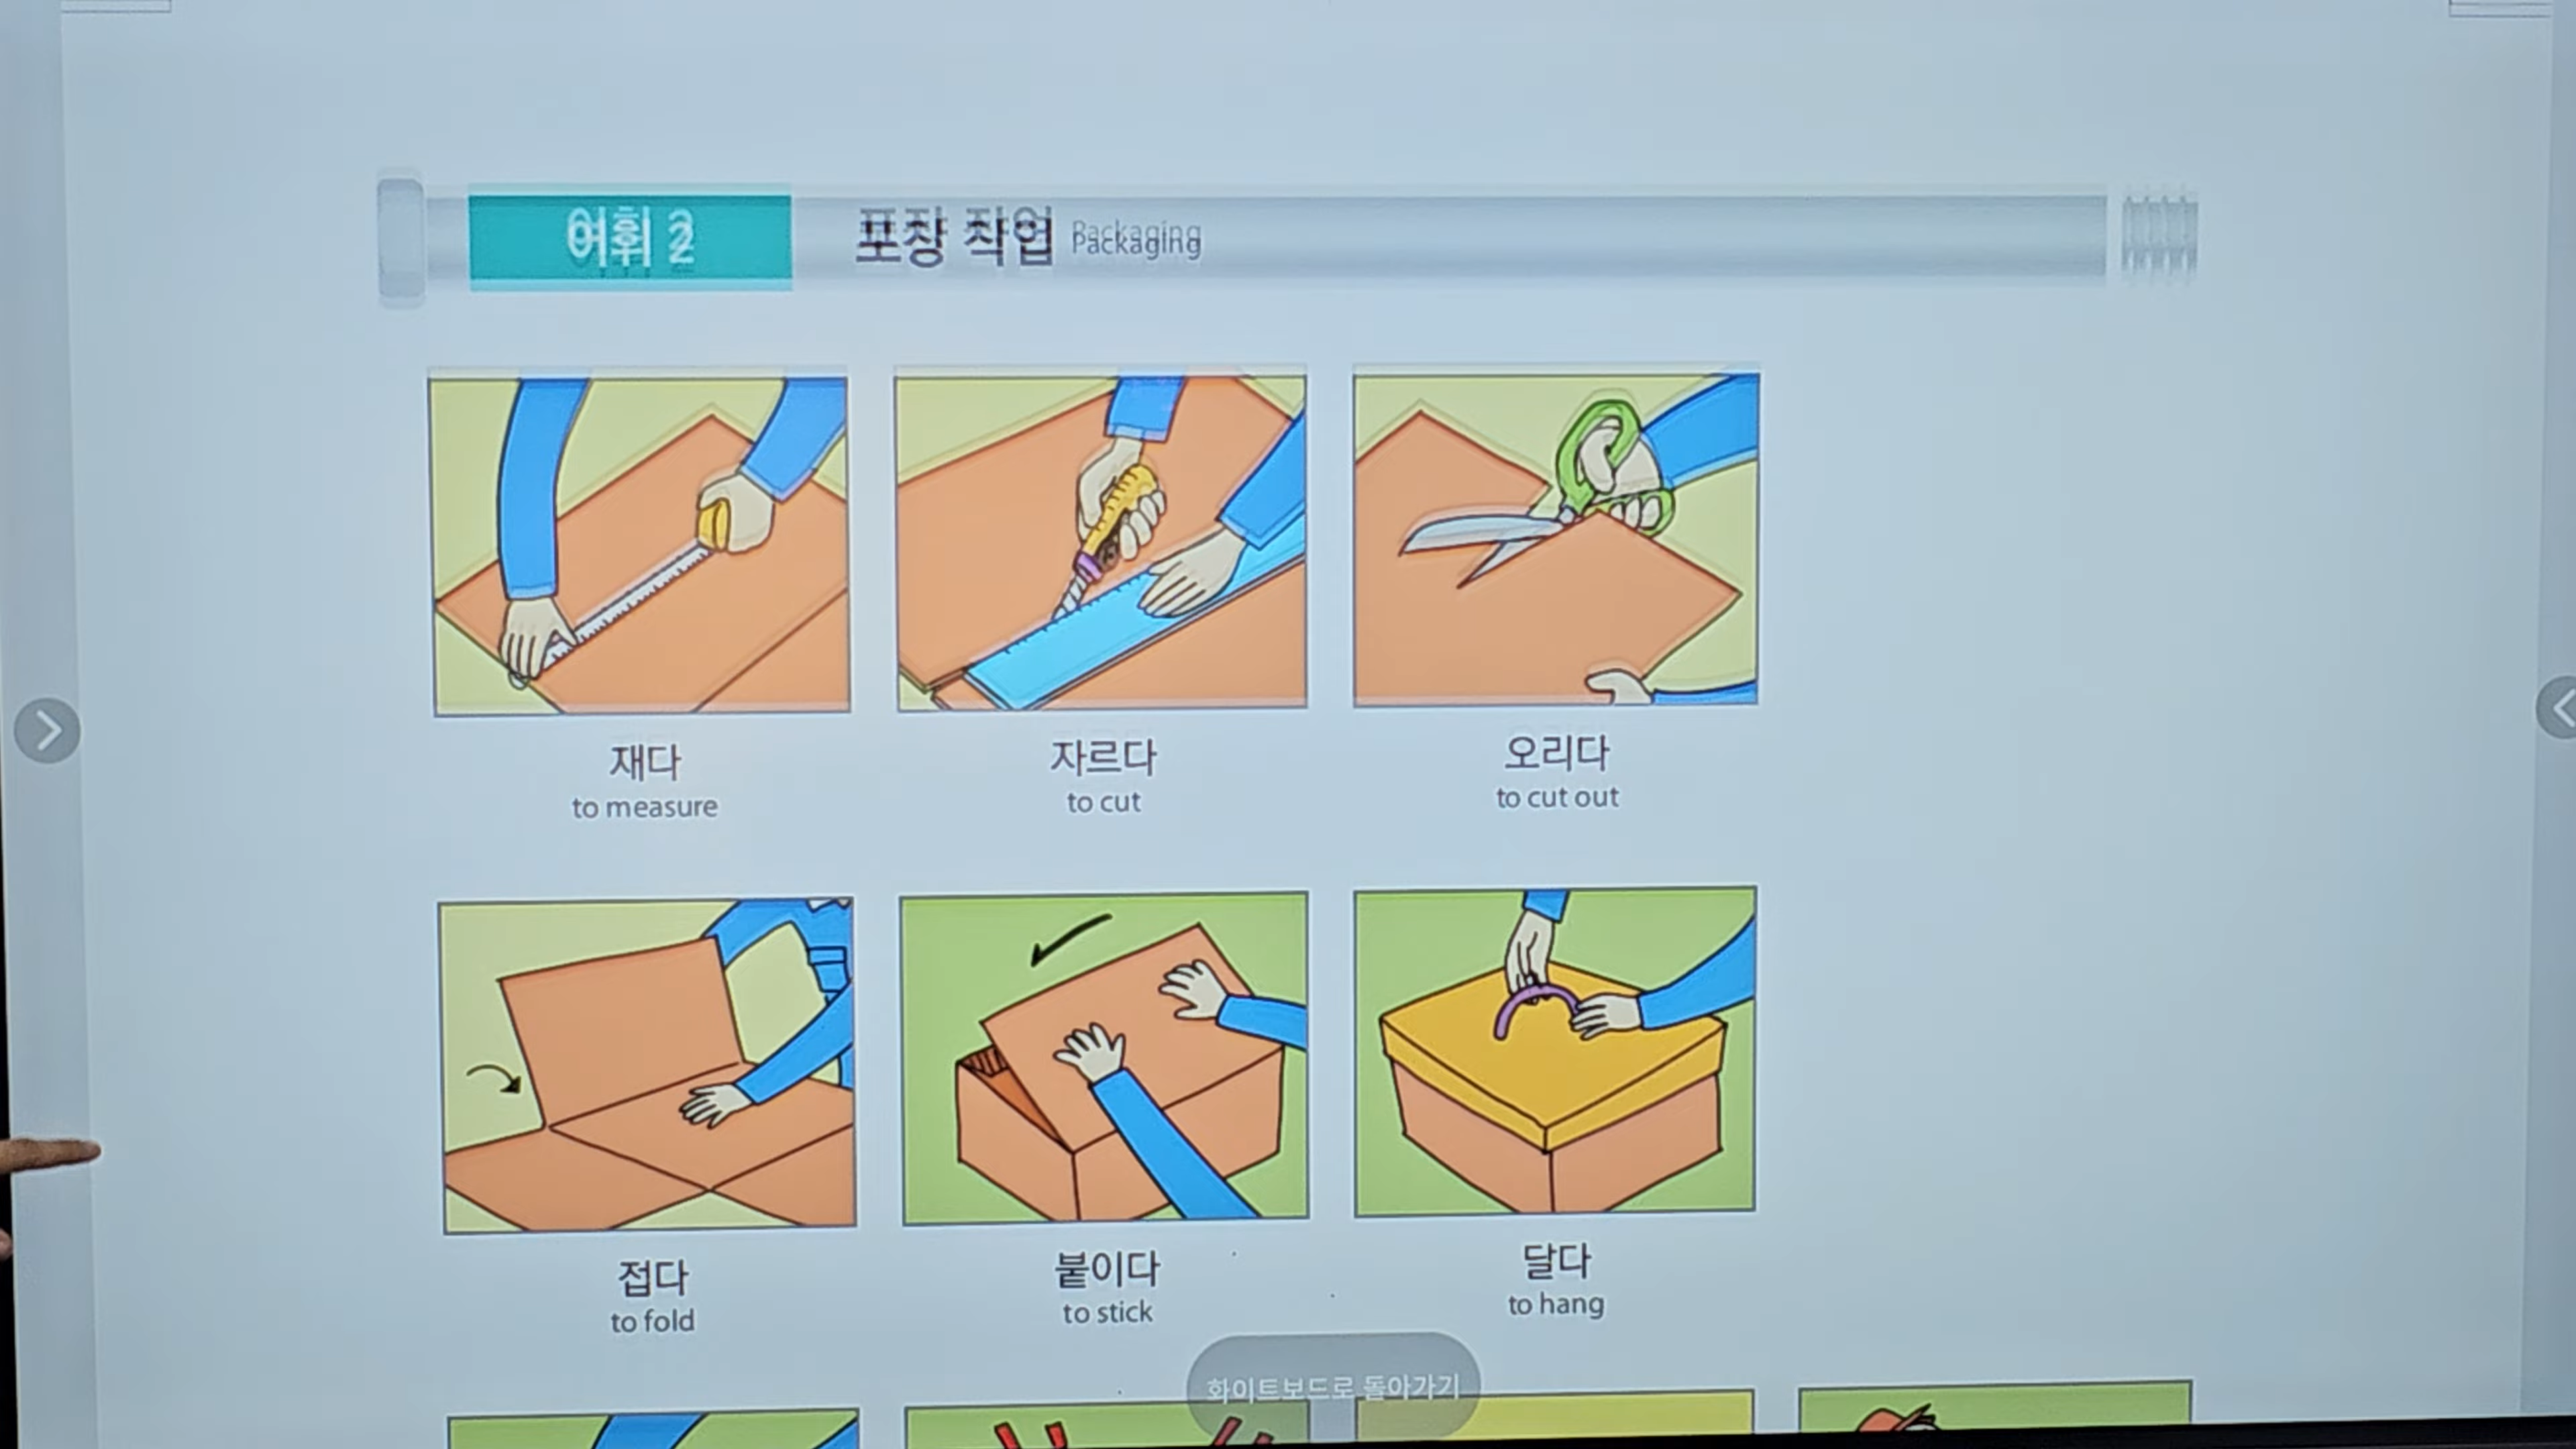 어휘 2
포장 작업 Packaging
재다
to measure
자르다
to cut
오리다
to cut out
접다
to fold
붙이다
to stick
달다
to hang
화이트보드로 돌아가기